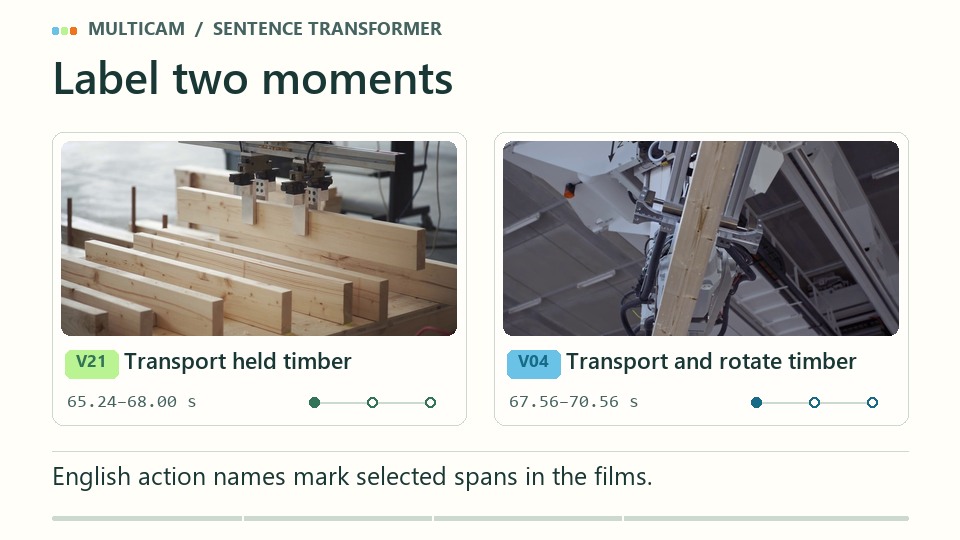 MULTICAM / SENTENCE TRANSFORMER
Label two moments
V21 Transport held timber
65.24–68.00 s
V04 Transport and rotate timber
67.56–70.56 s
English action names mark selected spans in the films.